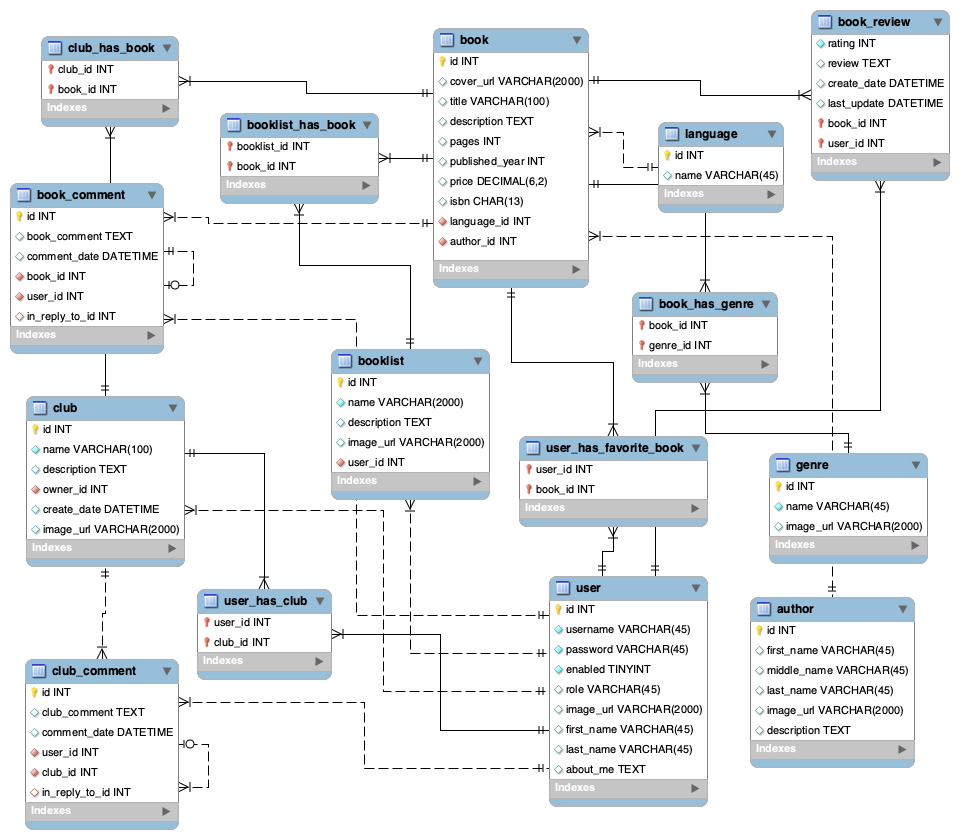 club_has_book
club_id INT
book_id INT
Indexes
booklist_has_book
booklist_id INT
book_id INT
Indexes
book
id INT
cover_url VARCHAR(2000)
title VARCHAR(100)
description TEXT
pages INT
published_year INT
price DECIMAL(6,2)
isbn CHAR(13)
language_id INT
author_id INT
Indexes
language
id INT
name VARCHAR(45)
Indexes
book_review
rating INT
review TEXT
create_date DATETIME
last_update DATETIME
book_id INT
user_id INT
Indexes
book_comment
id INT
book_comment TEXT
comment_date DATETIME
book_id INT
user_id INT
in_reply_to_id INT
Indexes
book_has_genre
book_id INT
genre_id INT
Indexes
booklist
id INT
name VARCHAR(2000)
description TEXT
image_url VARCHAR(2000)
user_id INT
Indexes
club
id INT
name VARCHAR(100)
description TEXT
owner_id INT
create_date DATETIME
image_url VARCHAR(2000)
Indexes
user_has_favorite_book
user_id INT
book_id INT
Indexes
genre
id INT
name VARCHAR(45)
image_url VARCHAR(2000)
Indexes
user_has_club
user_id INT
club_id INT
Indexes
user
id INT
username VARCHAR(45)
password VARCHAR(45)
enabled TINYINT
role VARCHAR(45)
image_url VARCHAR(2000)
first_name VARCHAR(45)
last_name VARCHAR(45)
about_me TEXT
Indexes
author
id INT
first_name VARCHAR(45)
middle_name VARCHAR(45)
last_name VARCHAR(45)
image_url VARCHAR(2000)
description TEXT
Indexes
club_comment
id INT
club_comment TEXT
comment_date DATETIME
user_id INT
club_id INT
in_reply_to_id INT
Indexes